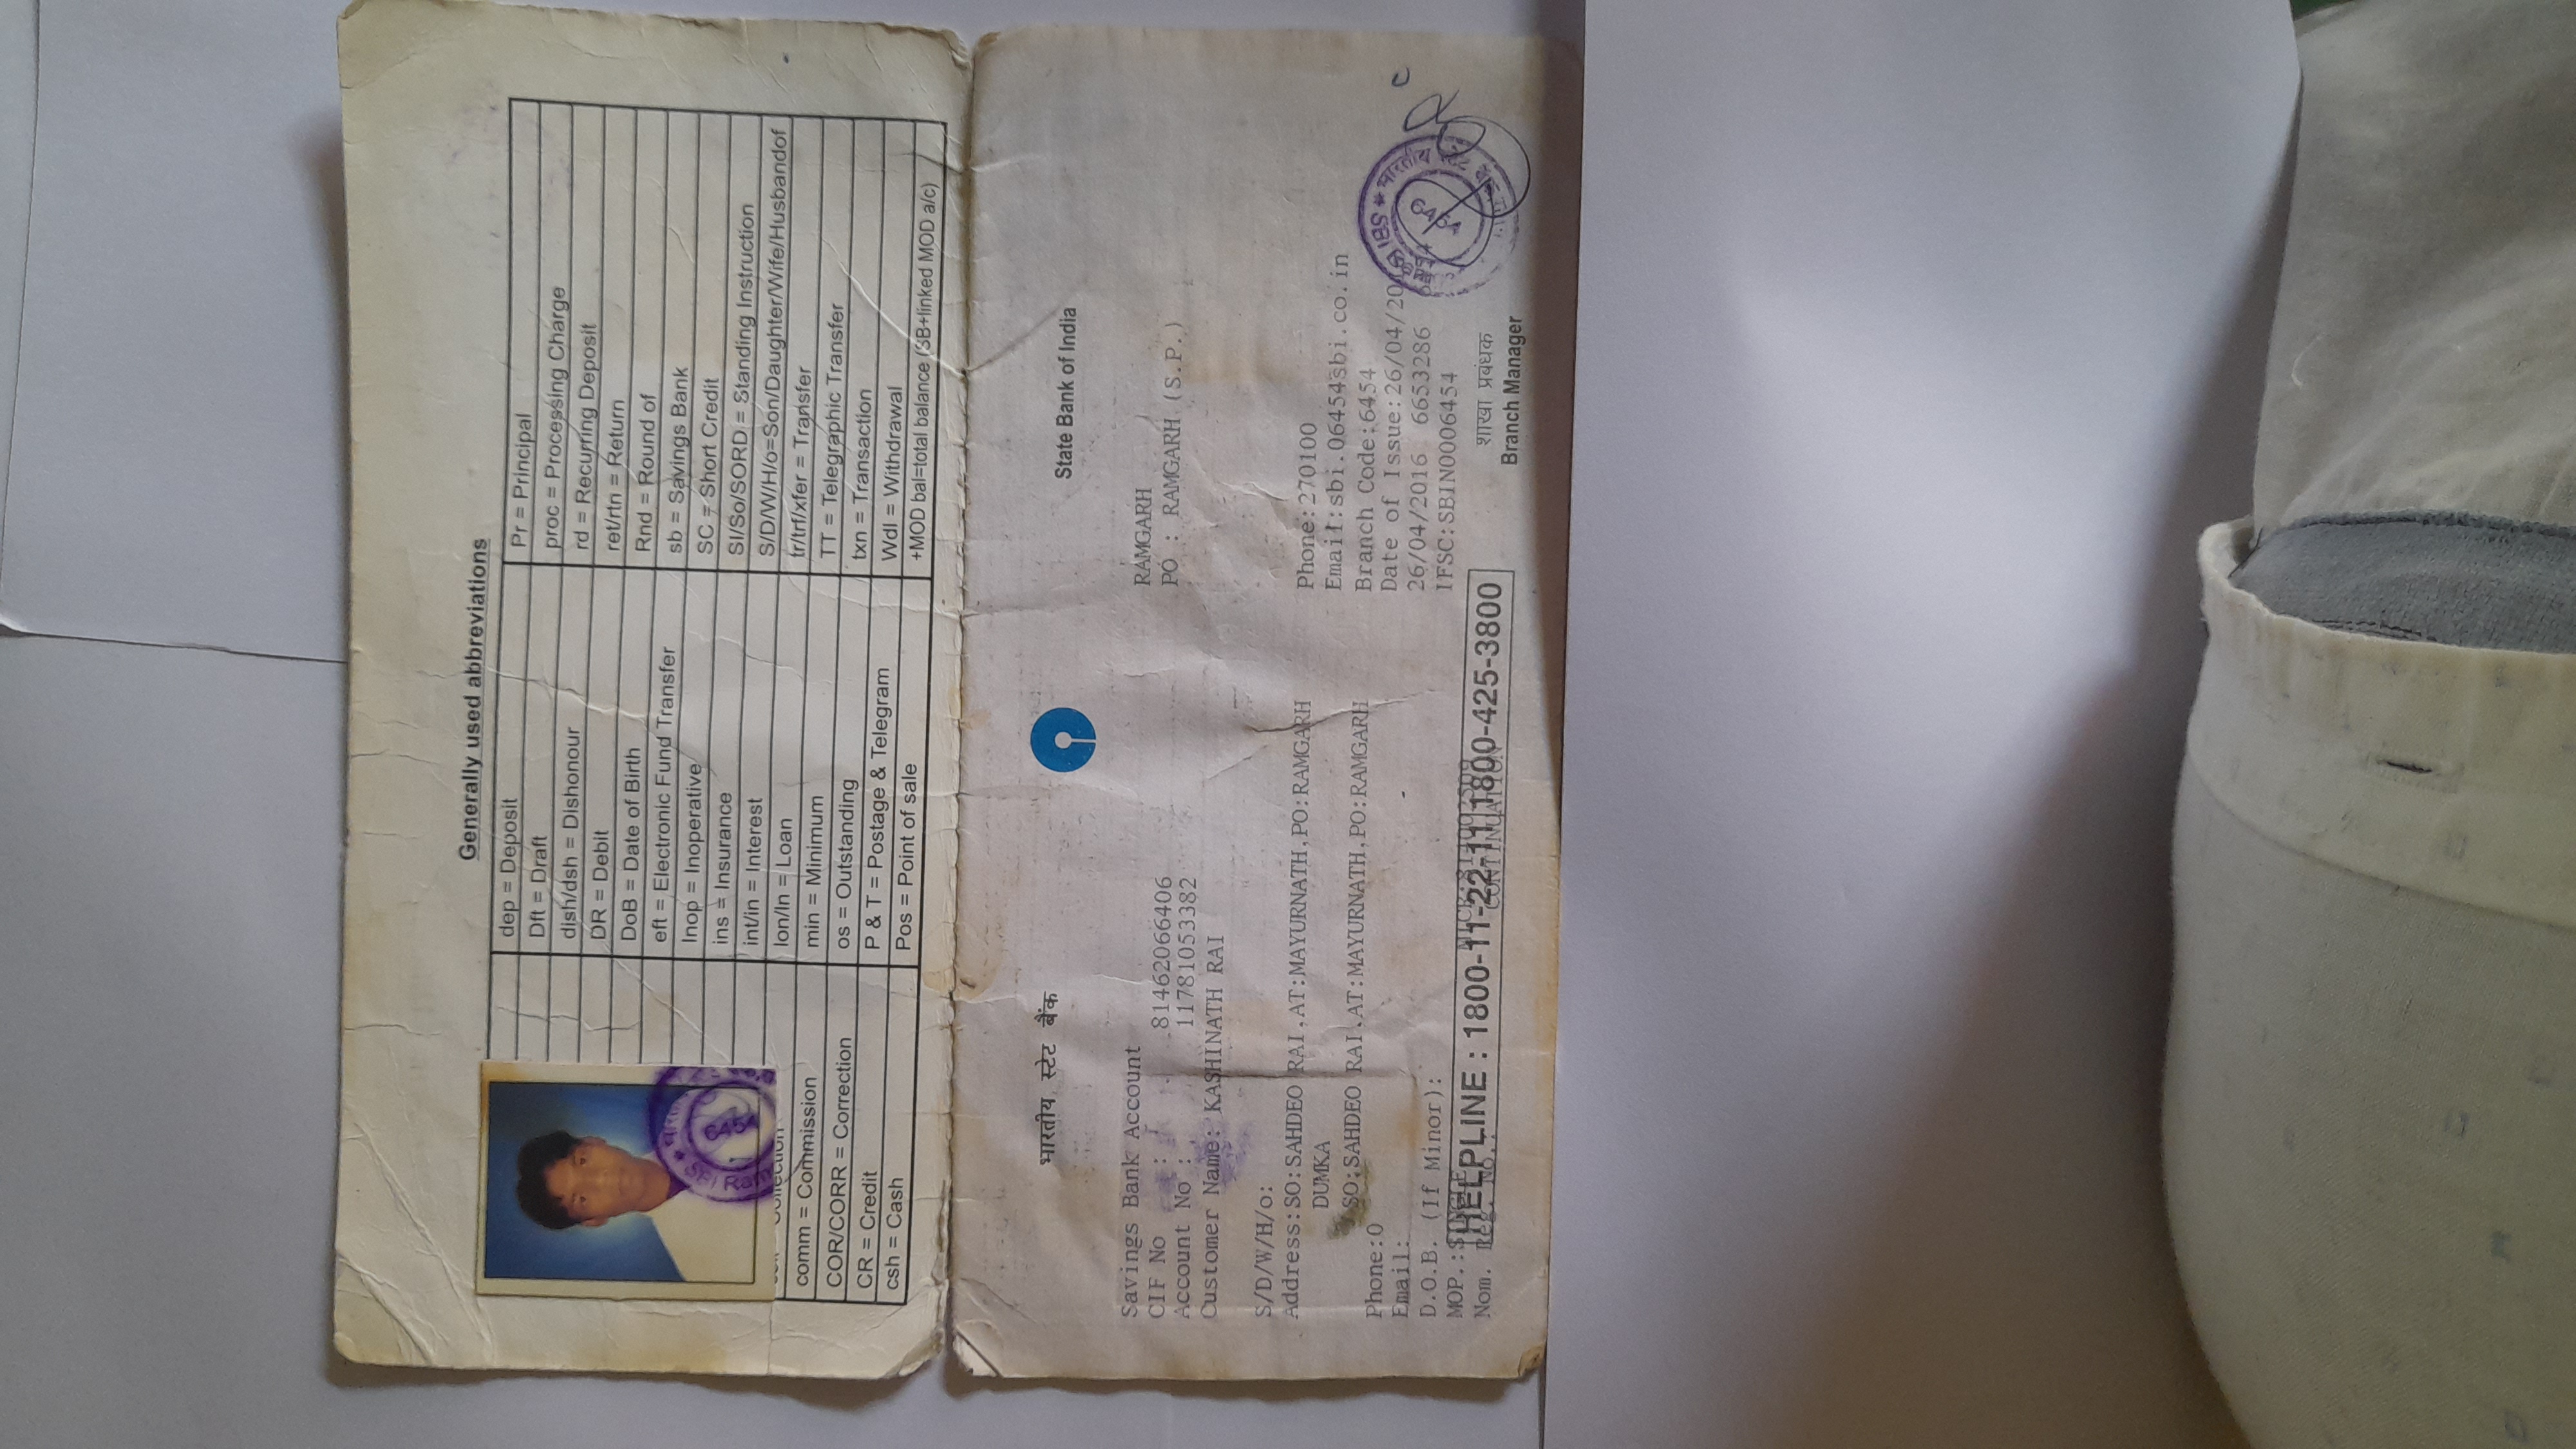 Generally used abbreviations
dep = Deposit
Pr = Principal
Dft = Draft
proc = Processing Charge
dish/dsh = Dishonour
rd = Recurring Deposit
DR = Debit
ret/rtn = Return
DoB = Date of Birth
Rnd = Round of
eft = Electronic Fund Transfer
sb = Savings Bank
Inop = Inoperative
SC = Short Credit
ins = Insurance
SI/So/SORD = Standing Instruction
int/in = Interest
S/D/W/H/o=Son/Daughter/Wife/Husbandof
lon/ln = Loan
tr/trf/xfer = Transfer
comm = Commission
min = Minimum
TT = Telegraphic Transfer
COR/CORR = Correction
os = Outstanding
txn = Transaction
CR = Credit
P & T = Postage & Telegram
Wdl = Withdrawal
csh = Cash
Pos = Point of sale
+MOD bal=total balance (SB+linked MOD a/c)
6454
भारतीय स्टेट बैंक
State Bank of India
Savings Bank Account
RAMGARH
CIF No : 81462066406
PO : RAMGARH (S.P.)
Account No : 11781053382
Customer Name: KASHINATH RAI
S/D/W/H/o:
Address:SO:SAHDEO RAI,AT:MAYURNATH,PO:RAMGARH
Phone:270100
DUMKA
Email:sbi.06454sbi.co.in
SO:SAHDEO RAI,AT:MAYURNATH,PO:RAMGARH
Branch Code:6454
Phone:0
Date of Issue:26/04/20
Email:
26/04/2016 6653286
D.O.B. (If Minor):
IFSC:SBIN0006454
MOP.:
Nom. Reg. No.:
CONTINUATION
HELPLINE : 1800-11-2211 1800-425-3800
शाखा प्रबंधक
Branch Manager
SBI
भारतीय स्टेट बैंक
6454